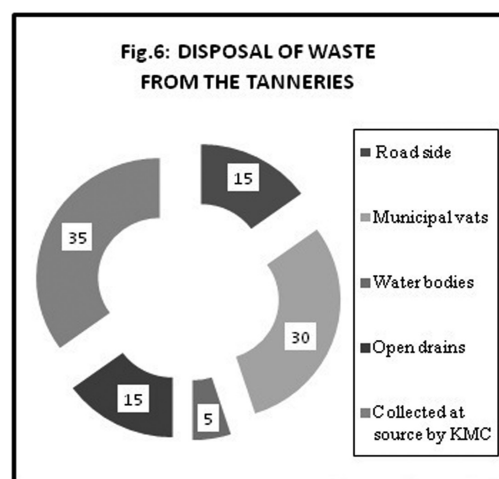 Fig.6: DISPOSAL OF WASTE
FROM THE TANNERIES
15
30
5
15
35
Road side
Municipal vats
Water bodies
Open drains
Collected at
source by KMC